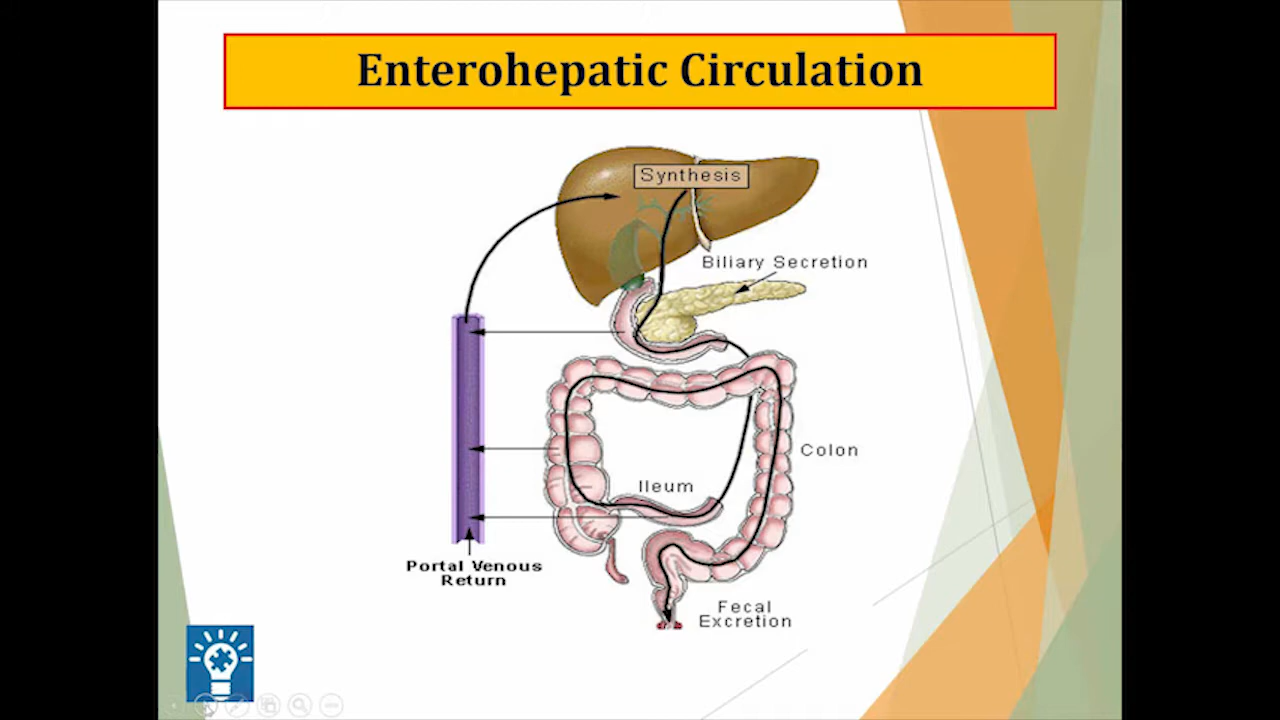 Enterohepatic Circulation
Synthesis
Biliary Secretion
Colon
Ileum
Portal Venous
Return
Fecal
Excretion